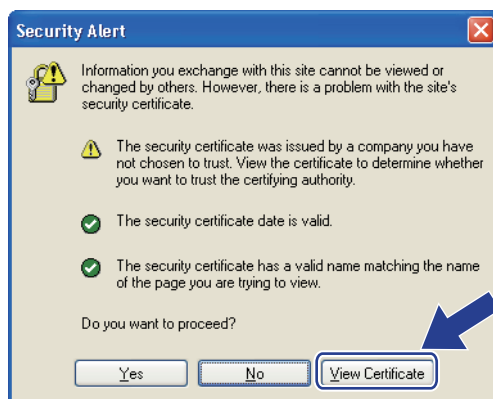 Security Alert
Information you exchange with this site cannot be viewed or
changed by others. However, there is a problem with the site's
security certificate.
The security certificate was issued by a company you have
not chosen to trust. View the certificate to determine whether
you want to trust the certifying authority.
The security certificate date is valid.
The security certificate has a valid name matching the name
of the page you are trying to view.
Do you want to proceed?
Yes No View Certificate